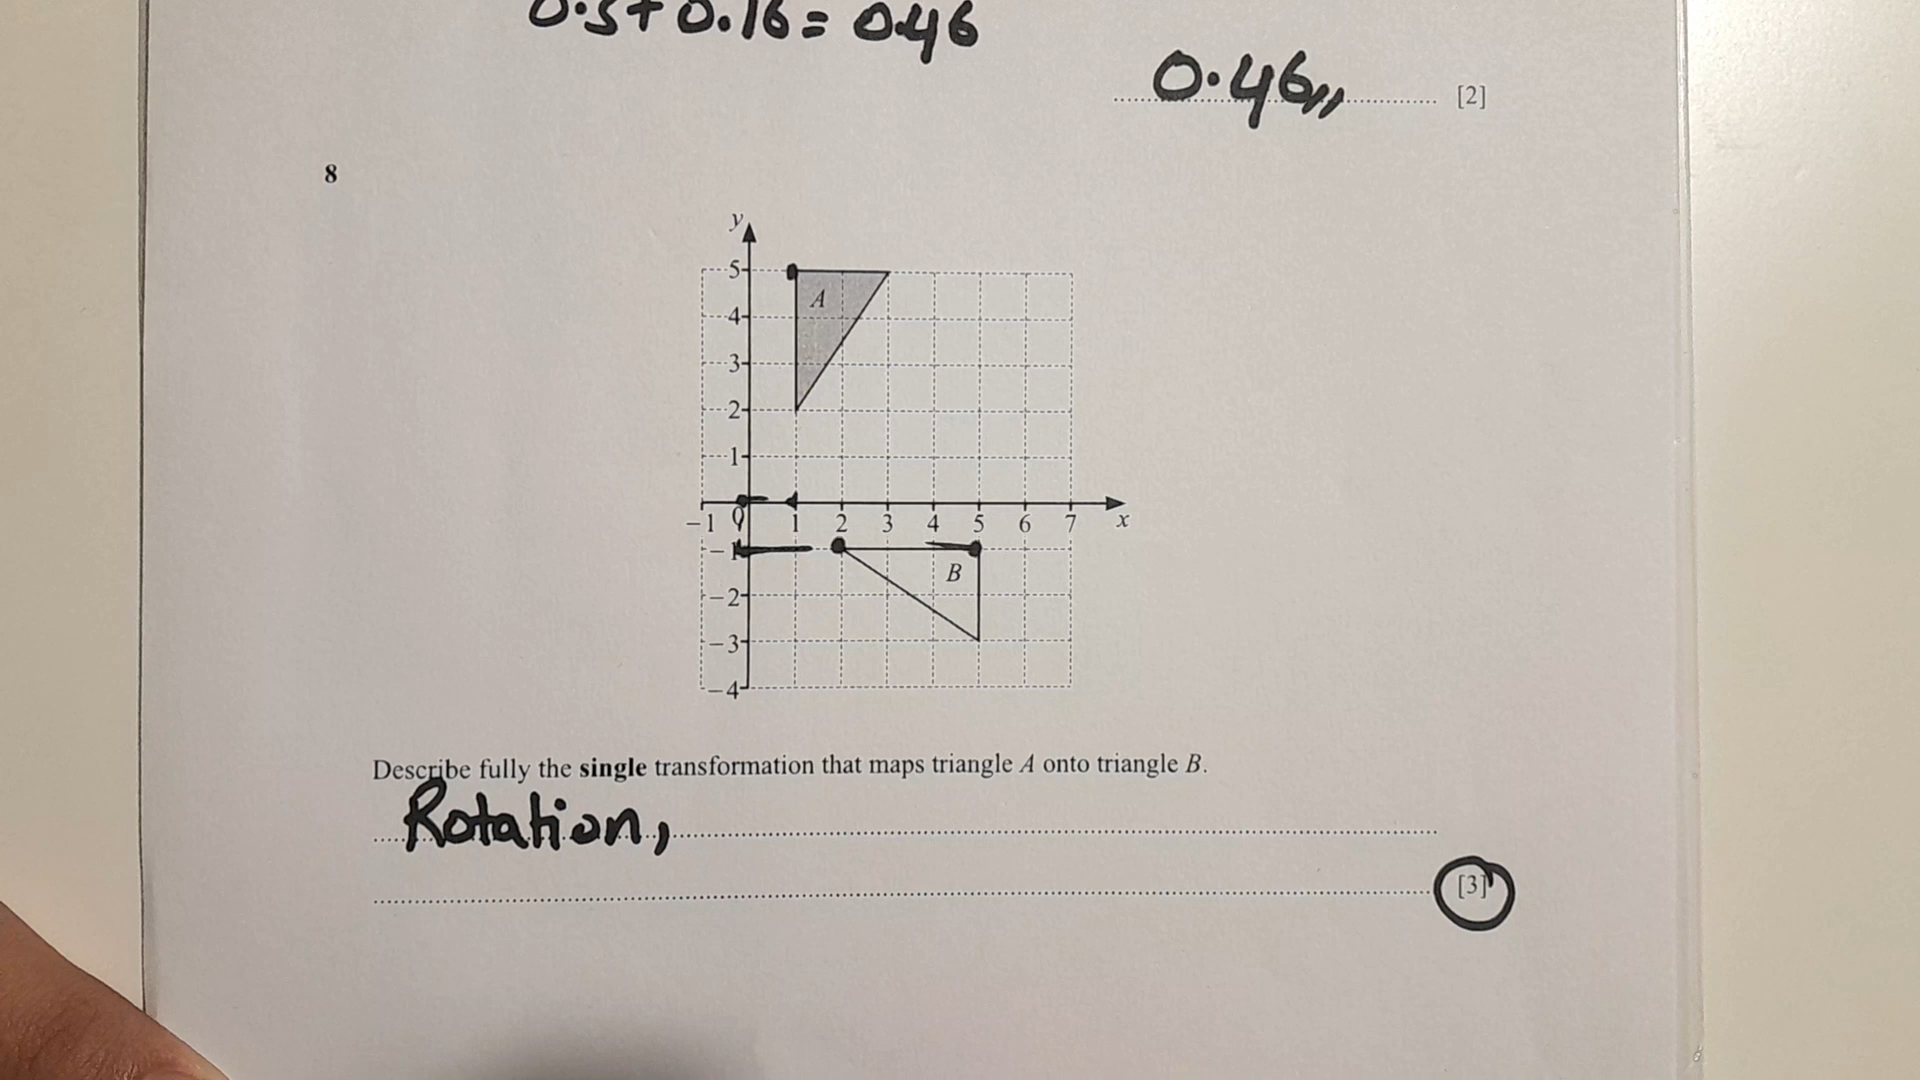 0.3+0.16= 0.46
0.46,, [2]
8
y
5
A
4
3
2
1
-1 0 1 2 3 4 5 6 7 x
-1
B
-2
-3
-4
Describe fully the single transformation that maps triangle A onto triangle B.
Rotation,
[3]